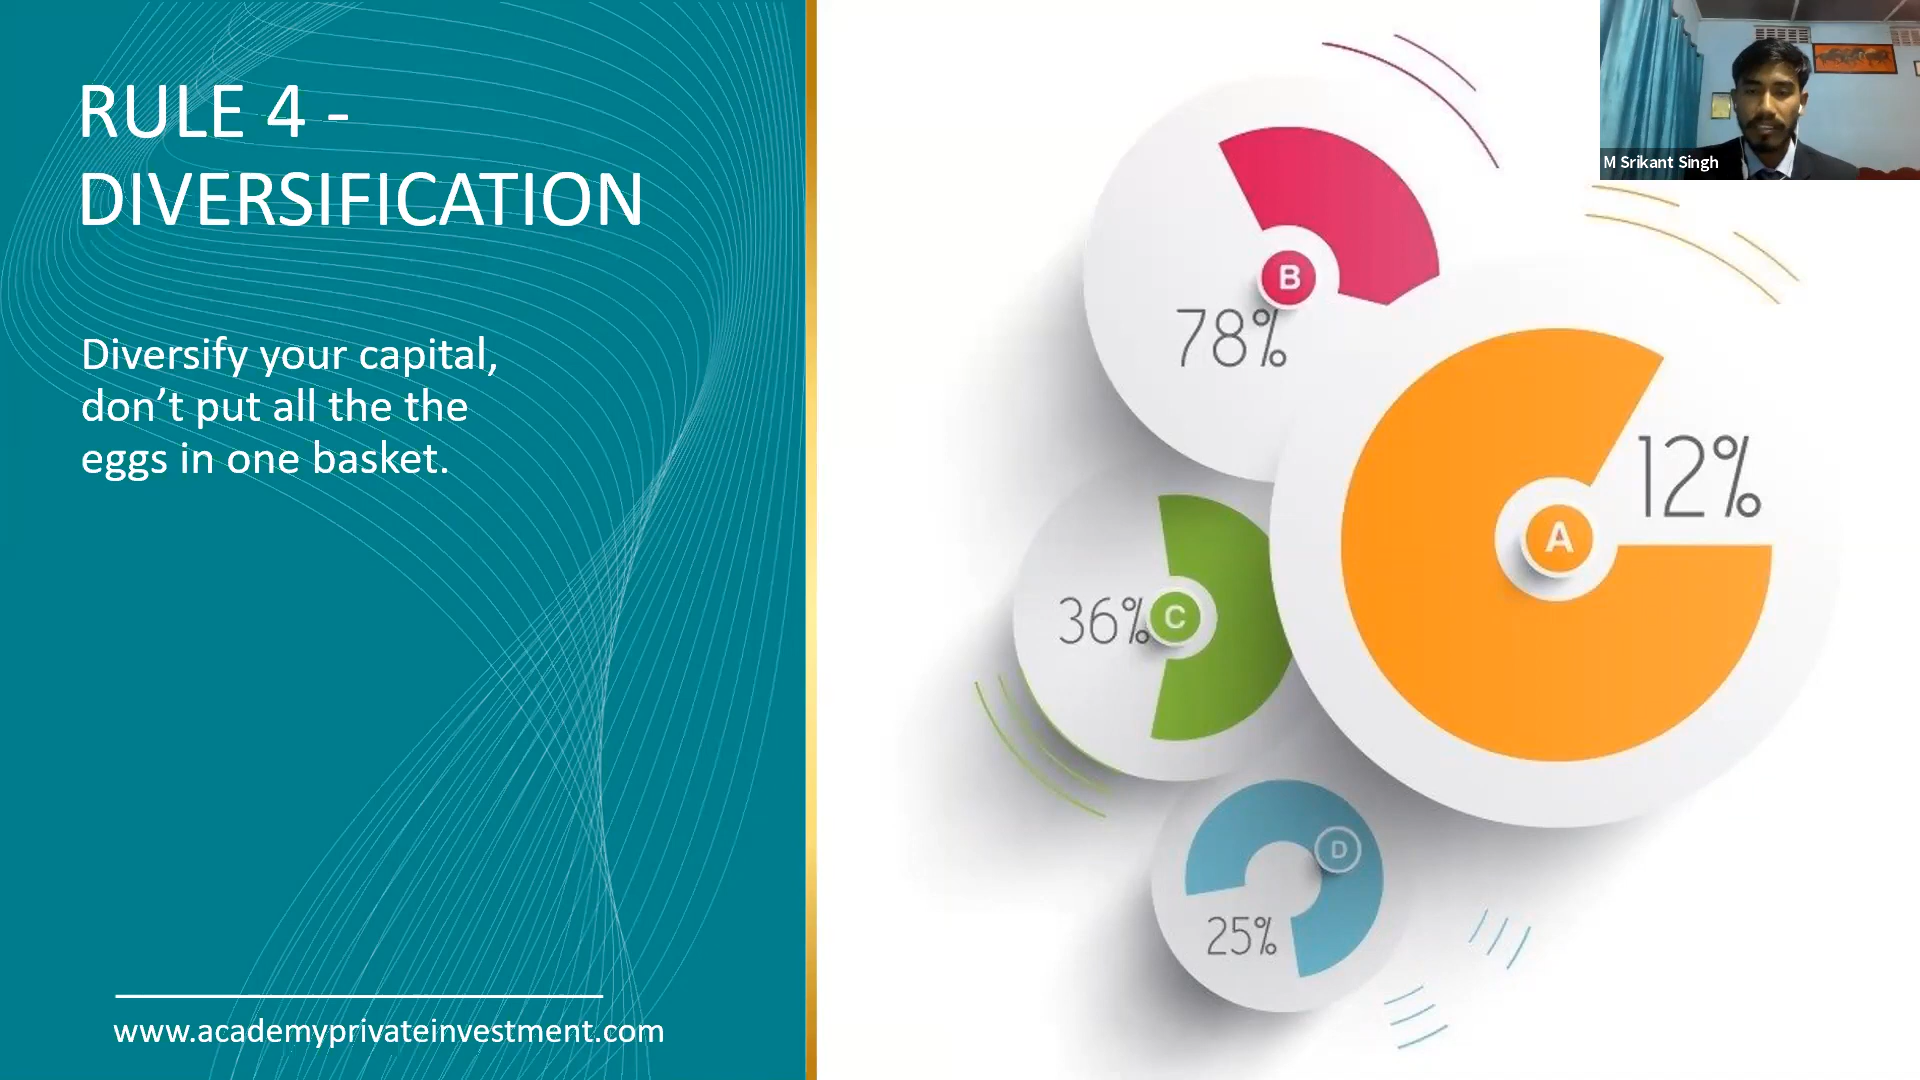 RULE 4 -
DIVERSIFICATION
Diversify your capital,
don’t put all the the
eggs in one basket.
www.academyprivateinvestment.com
B
78%
12%
A
36%
C
D
25%
M Srikant Singh